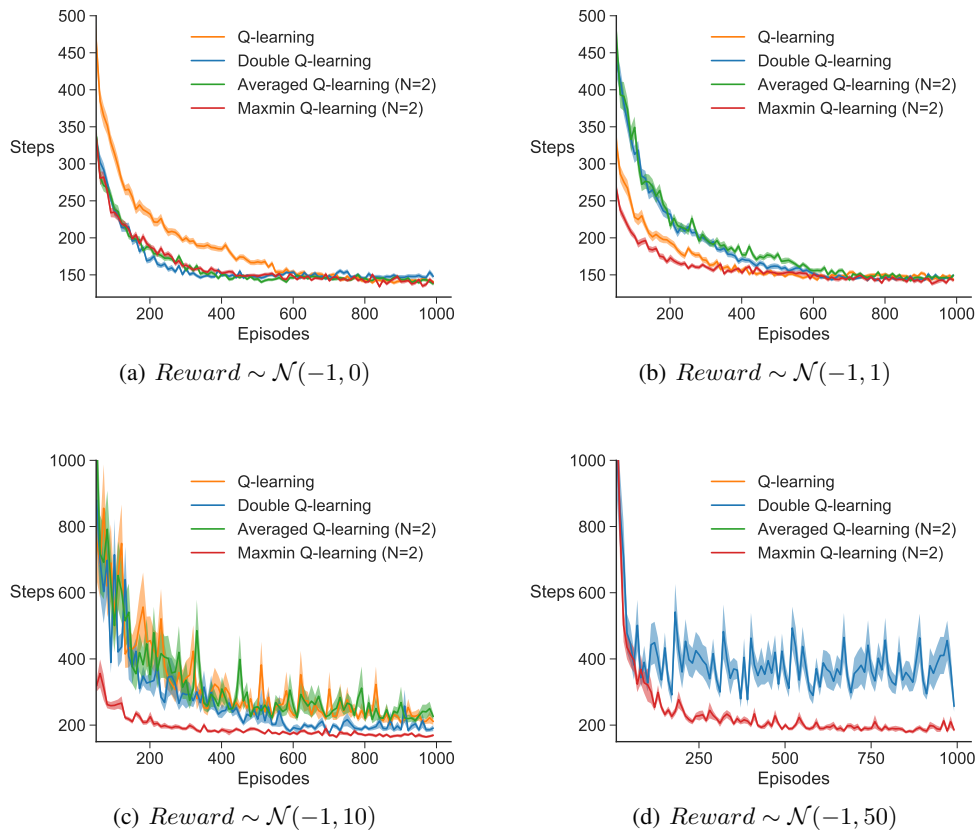 500
450
400
350
Steps
300
250
200
150
Q-learning
Double Q-learning
Averaged Q-learning (N=2)
Maxmin Q-learning (N=2)
200 400 600 800 1000
Episodes
(a) Reward ∼ 𝒩(−1, 0)
500
450
400
350
Steps
300
250
200
150
Q-learning
Double Q-learning
Averaged Q-learning (N=2)
Maxmin Q-learning (N=2)
200 400 600 800 1000
Episodes
(b) Reward ∼ 𝒩(−1, 1)
1000
800
Steps
600
400
200
Q-learning
Double Q-learning
Averaged Q-learning (N=2)
Maxmin Q-learning (N=2)
200 400 600 800 1000
Episodes
(c) Reward ∼ 𝒩(−1, 10)
1000
800
Steps
600
400
200
Q-learning
Double Q-learning
Averaged Q-learning (N=2)
Maxmin Q-learning (N=2)
250 500 750 1000
Episodes
(d) Reward ∼ 𝒩(−1, 50)